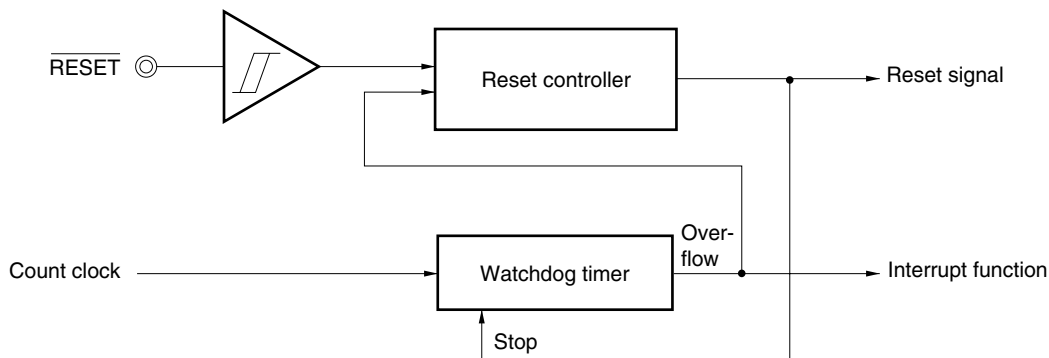 RESET
Reset controller
Reset signal
Over-
flow
Count clock
Watchdog timer
Interrupt function
Stop